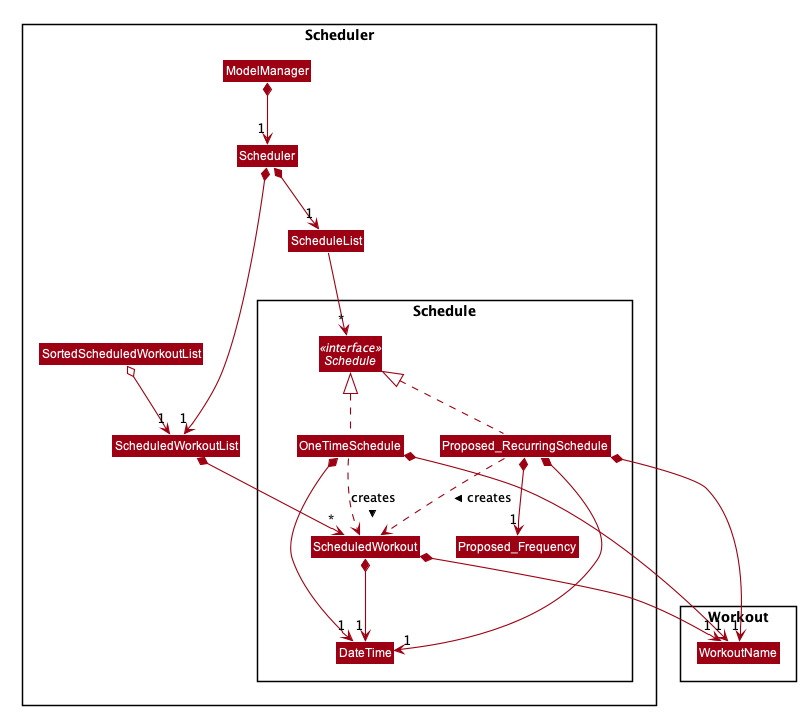 Scheduler
ModelManager
1
Scheduler
1
ScheduleList
Schedule
*
«interface»
Schedule
SortedScheduledWorkoutList
1
1
ScheduledWorkoutList
OneTimeSchedule
Proposed_RecurringSchedule
creates
creates
*
1
ScheduledWorkout
Proposed_Frequency
Workout
1
1
1
1
1
1
DateTime
WorkoutName